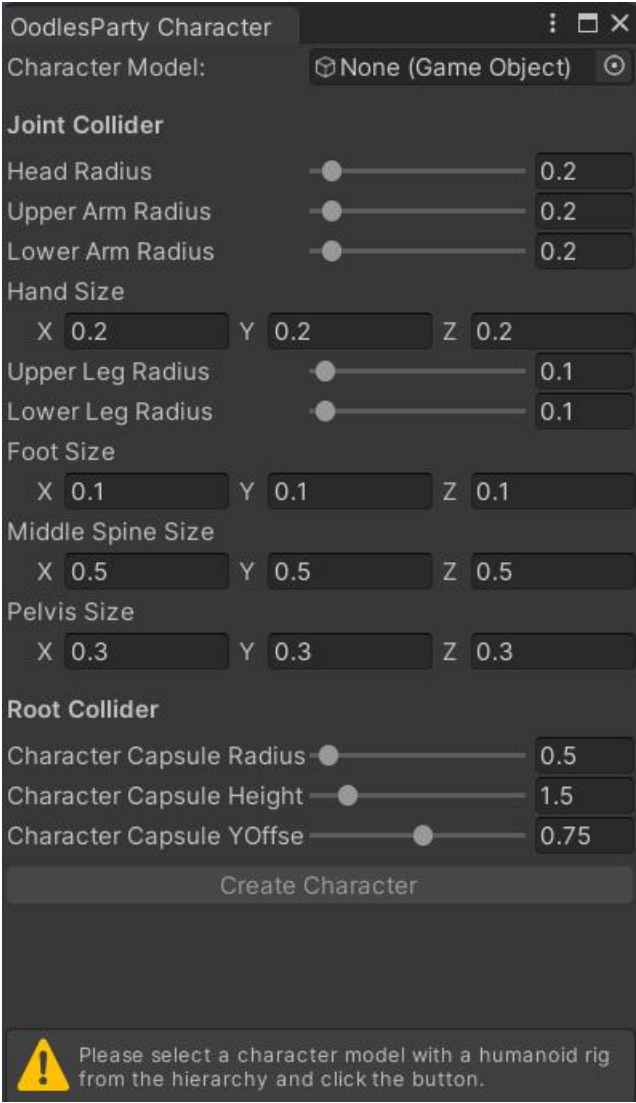 OodlesParty Character
Character Model: None (Game Object)
Joint Collider
Head Radius 0.2
Upper Arm Radius 0.2
Lower Arm Radius 0.2
Hand Size
X 0.2 Y 0.2 Z 0.2
Upper Leg Radius 0.1
Lower Leg Radius 0.1
Foot Size
X 0.1 Y 0.1 Z 0.1
Middle Spine Size
X 0.5 Y 0.5 Z 0.5
Pelvis Size
X 0.3 Y 0.3 Z 0.3
Root Collider
Character Capsule Radius 0.5
Character Capsule Height 1.5
Character Capsule YOffse 0.75
Create Character
Please select a character model with a humanoid rig
from the hierarchy and click the button.